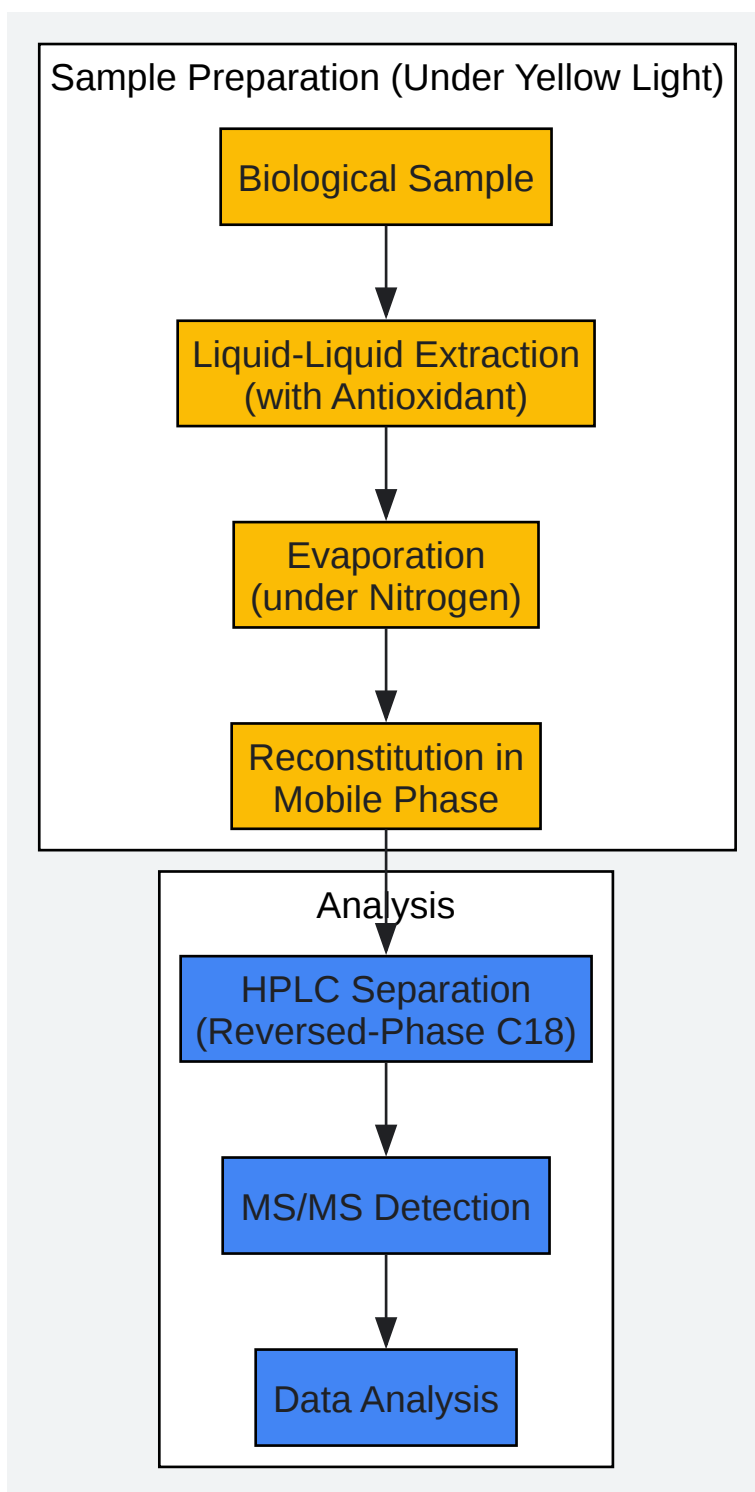 Sample Preparation (Under Yellow Light)
Biological Sample
Liquid-Liquid Extraction
(with Antioxidant)
Evaporation
(under Nitrogen)
Reconstitution in
Mobile Phase
Analysis
HPLC Separation
(Reversed-Phase C18)
MS/MS Detection
Data Analysis